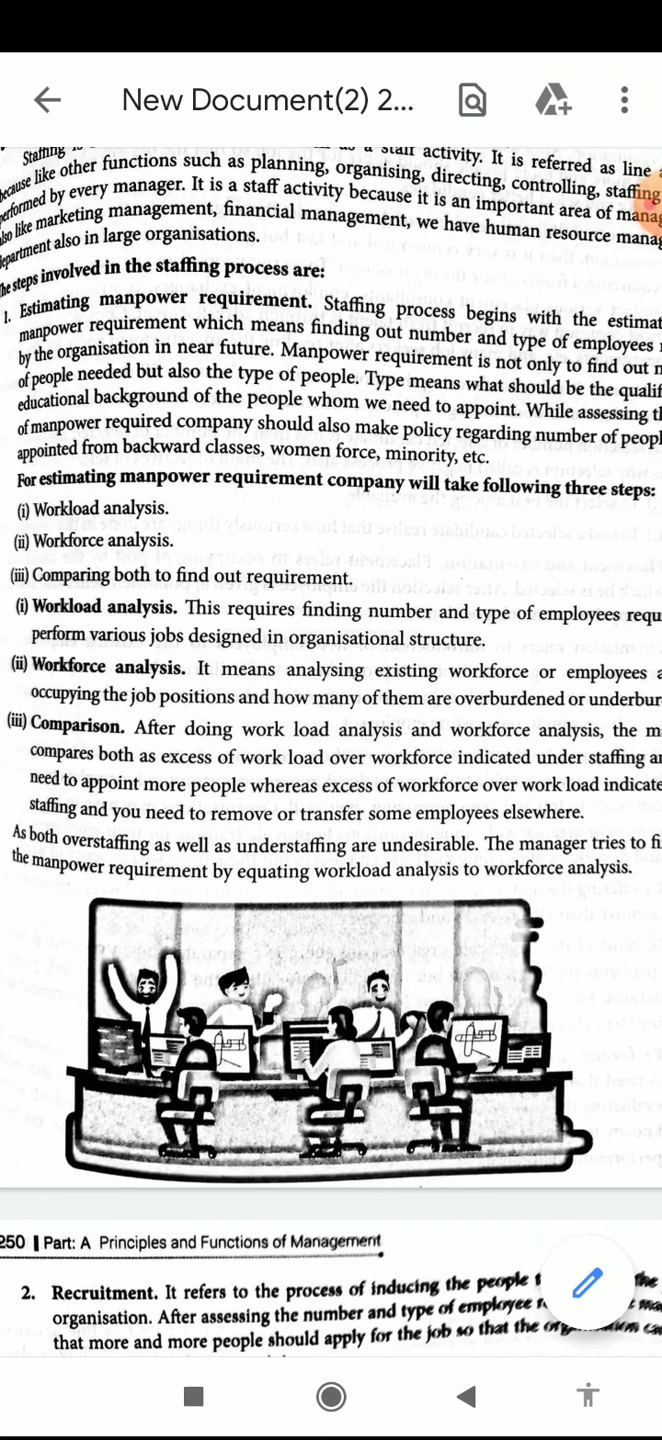 New Document(2) 2...
Staffing a staff activity. It is referred as line
because like other functions such as planning, organising, directing, controlling, staffing
performed by every manager. It is a staff activity because it is an important area of manag
also like marketing management, financial management, we have human resource manag
department also in large organisations.
The steps involved in the staffing process are:
1. Estimating manpower requirement. Staffing process begins with the estimat
manpower requirement which means finding out number and type of employees
by the organisation in near future. Manpower requirement is not only to find out n
of people needed but also the type of people. Type means what should be the qualif
educational background of the people whom we need to appoint. While assessing th
of manpower required company should also make policy regarding number of peopl
appointed from backward classes, women force, minority, etc.
For estimating manpower requirement company will take following three steps:
(i) Workload analysis.
(ii) Workforce analysis.
(iii) Comparing both to find out requirement.
(i) Workload analysis. This requires finding number and type of employees requ
perform various jobs designed in organisational structure.
(ii) Workforce analysis. It means analysing existing workforce or employees a
occupying the job positions and how many of them are overburdened or underbur
(iii) Comparison. After doing work load analysis and workforce analysis, the m
compares both as excess of work load over workforce indicated under staffing an
need to appoint more people whereas excess of workforce over work load indicate
staffing and you need to remove or transfer some employees elsewhere.
As both overstaffing as well as understaffing are undesirable. The manager tries to fi
the manpower requirement by equating workload analysis to workforce analysis.
250 | Part: A Principles and Functions of Management
2. Recruitment. It refers to the process of inducing the people t the
organisation. After assessing the number and type of employee
that more and more people should apply for the job so that the ca